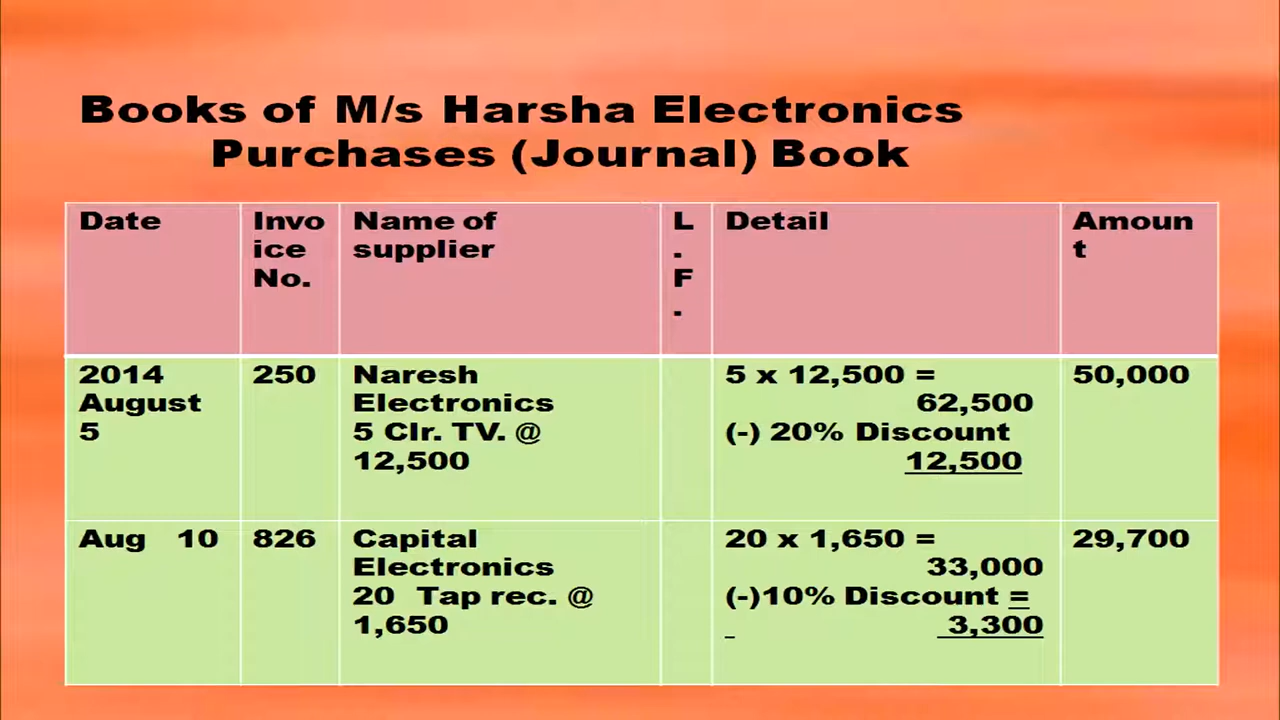 Books of M/s Harsha Electronics
Purchases (Journal) Book
Date
Invo
ice
No.
Name of
supplier
L
.
F
.
Detail
Amoun
t
2014
August
5
250
Naresh
Electronics
5 Clr. TV. @
12,500
5 x 12,500 =
62,500
(-) 20% Discount
12,500
50,000
Aug 10
826
Capital
Electronics
20 Tap rec. @
1,650
20 x 1,650 =
33,000
(-)10% Discount =
3,300
29,700